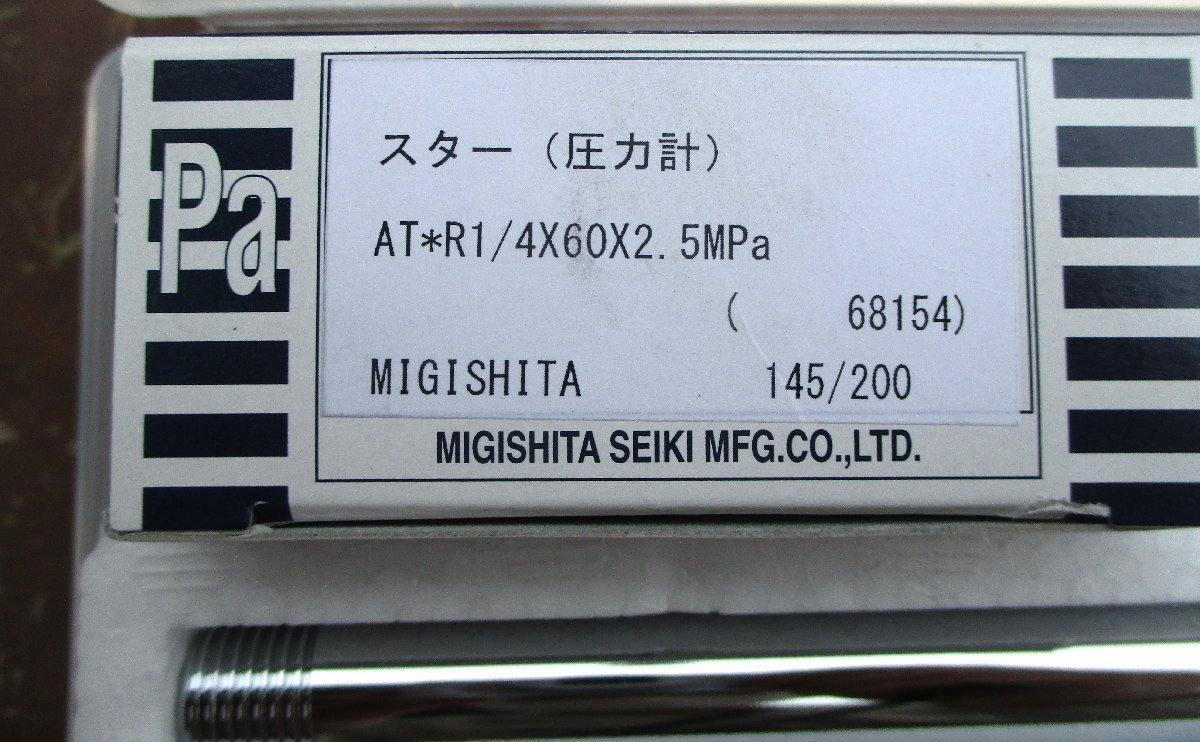 Pa
スター（圧力計）
AT*R1/4X60X2.5MPa
(      68154)
MIGISHITA      145/200
MIGISHITA SEIKI MFG.CO.,LTD.